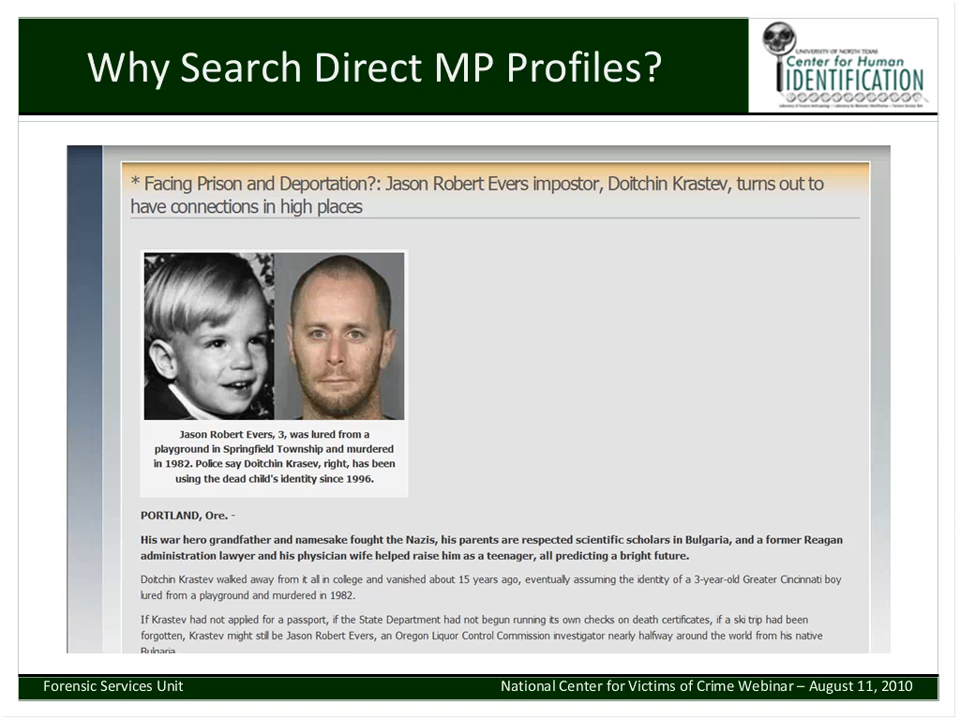 Why Search Direct MP Profiles?
UNIVERSITY OF NORTH TEXAS
Center for Human
IDENTIFICATION
* Facing Prison and Deportation?: Jason Robert Evers impostor, Doitchin Krastev, turns out to
have connections in high places
Jason Robert Evers, 3, was lured from a
playground in Springfield Township and murdered
in 1982. Police say Doitchin Krasev, right, has been
using the dead child's identity since 1996.
PORTLAND, Ore. -
His war hero grandfather and namesake fought the Nazis, his parents are respected scientific scholars in Bulgaria, and a former Reagan
administration lawyer and his physician wife helped raise him as a teenager, all predicting a bright future.
Doitchin Krastev walked away from it all in college and vanished about 15 years ago, eventually assuming the identity of a 3-year-old Greater Cincinnati boy
lured from a playground and murdered in 1982.
If Krastev had not applied for a passport, if the State Department had not begun running its own checks on death certificates, if a ski trip had been
forgotten, Krastev might still be Jason Robert Evers, an Oregon Liquor Control Commission investigator nearly halfway around the world from his native
Bulgaria
Forensic Services Unit
National Center for Victims of Crime Webinar – August 11, 2010